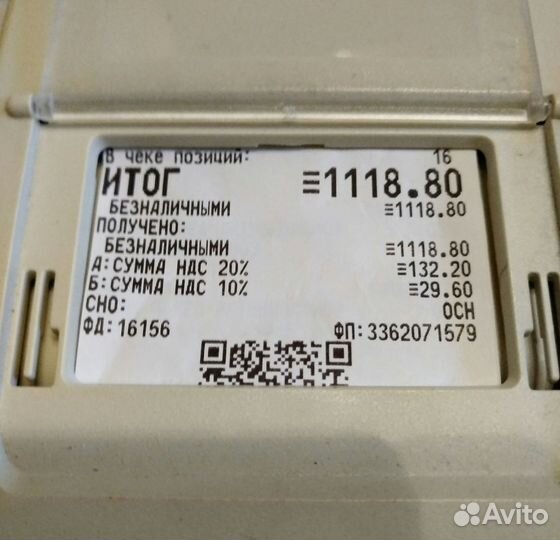 В чеке позиций: 16
ИТОГ ≡1118.80
БЕЗНАЛИЧНЫМИ ≡1118.80
ПОЛУЧЕНО:
БЕЗНАЛИЧНЫМИ ≡1118.80
А:СУММА НДС 20% ≡132.20
Б:СУММА НДС 10% ≡29.60
СНО: ОСН
ФД:16156 ФП:3362071579
Avito